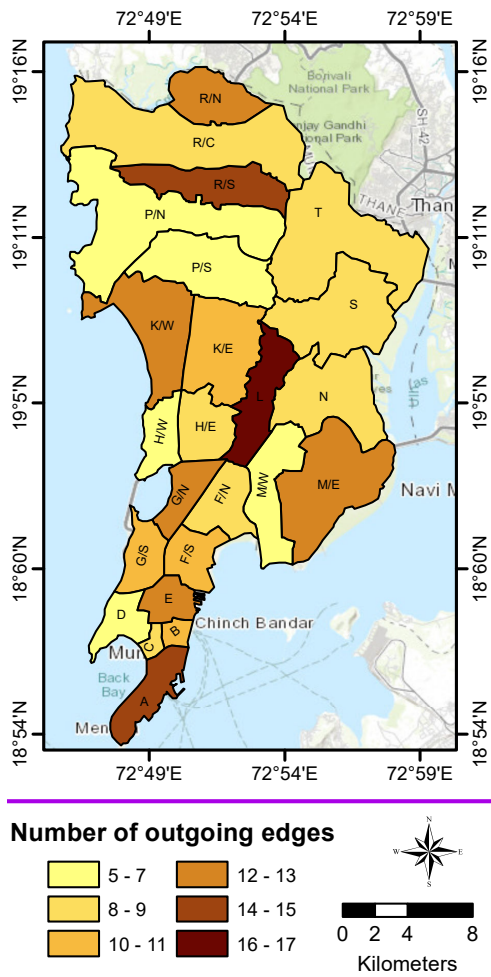 72°49'E 72°54'E 72°59'E
19°16'N
19°11'N
19°5'N
18°60'N
18°54'N
19°16'N
19°11'N
19°5'N
18°60'N
18°54'N
Borivali
National Park
Gandhi
Park
SH 42
THANE
Than
Navi M
Chinch Bandar
Mu
Back
Bay
Men
R/N
R/C
R/S
P/N
T
P/S
S
K/W
K/E
L
N
H/W
H/E
M/W
M/E
G/N
F/N
G/S
F/S
E
D
C
B
A
72°49'E 72°54'E 72°59'E
Number of outgoing edges
5 - 7
8 - 9
10 - 11
12 - 13
14 - 15
16 - 17
N
W E
S
0 2 4 8
Kilometers